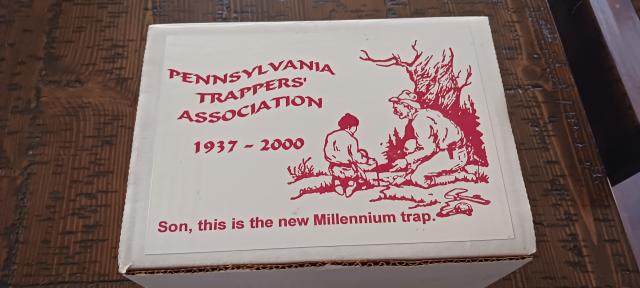 PENNSYLVANIA
TRAPPERS'
ASSOCIATION
1937 - 2000
Son, this is the new Millennium trap.